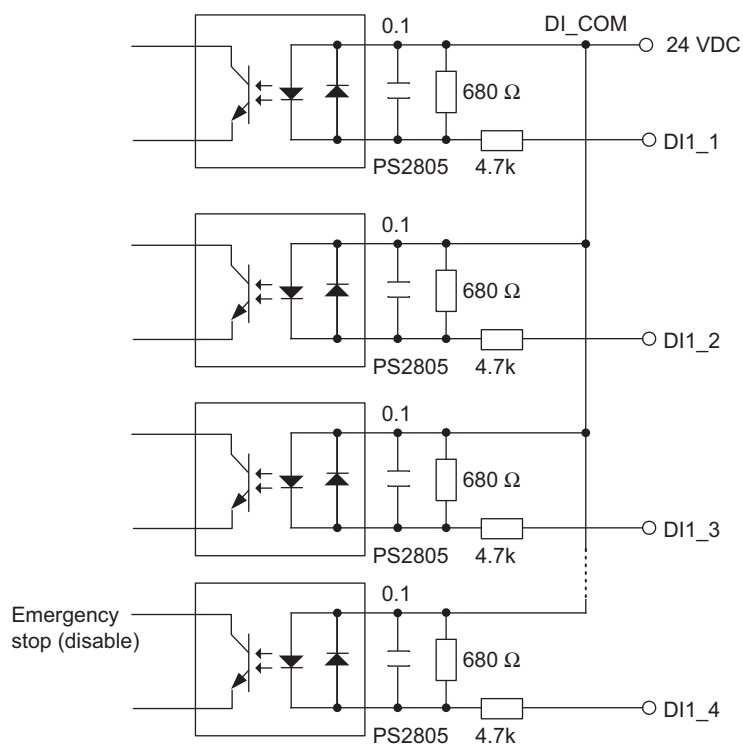 0.1
DI_COM
24 VDC
680 Ω
DI1_1
PS2805
4.7k
0.1
680 Ω
DI1_2
PS2805
4.7k
0.1
680 Ω
DI1_3
PS2805
4.7k
0.1
Emergency
stop (disable)
680 Ω
DI1_4
PS2805
4.7k